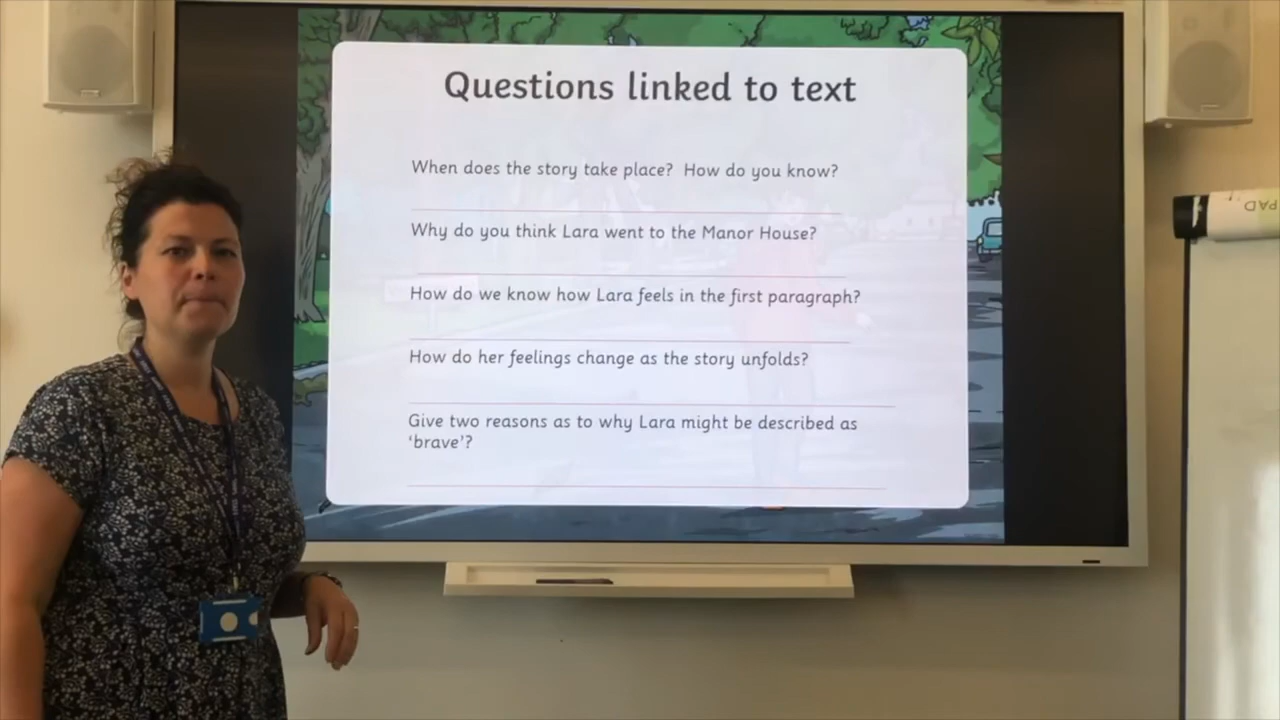 Questions linked to text
When does the story take place?  How do you know?
Why do you think Lara went to the Manor House?
How do we know how Lara feels in the first paragraph?
How do her feelings change as the story unfolds?
Give two reasons as to why Lara might be described as
‘brave’?
PAD